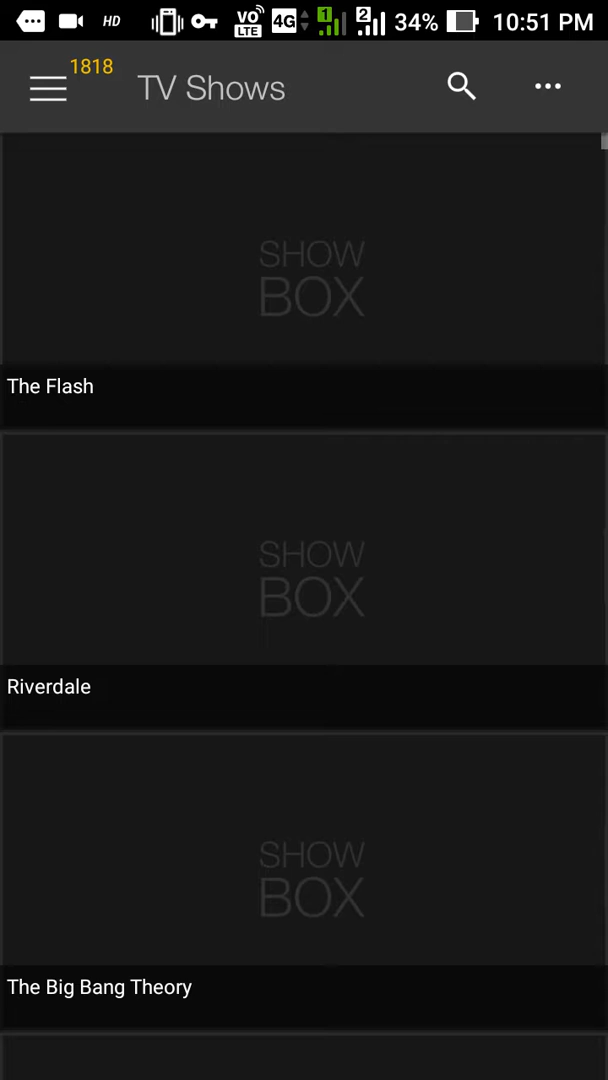 HD VO LTE 4G 1 2 34% 10:51 PM
1818
TV Shows
SHOW
BOX
The Flash
SHOW
BOX
Riverdale
SHOW
BOX
The Big Bang Theory